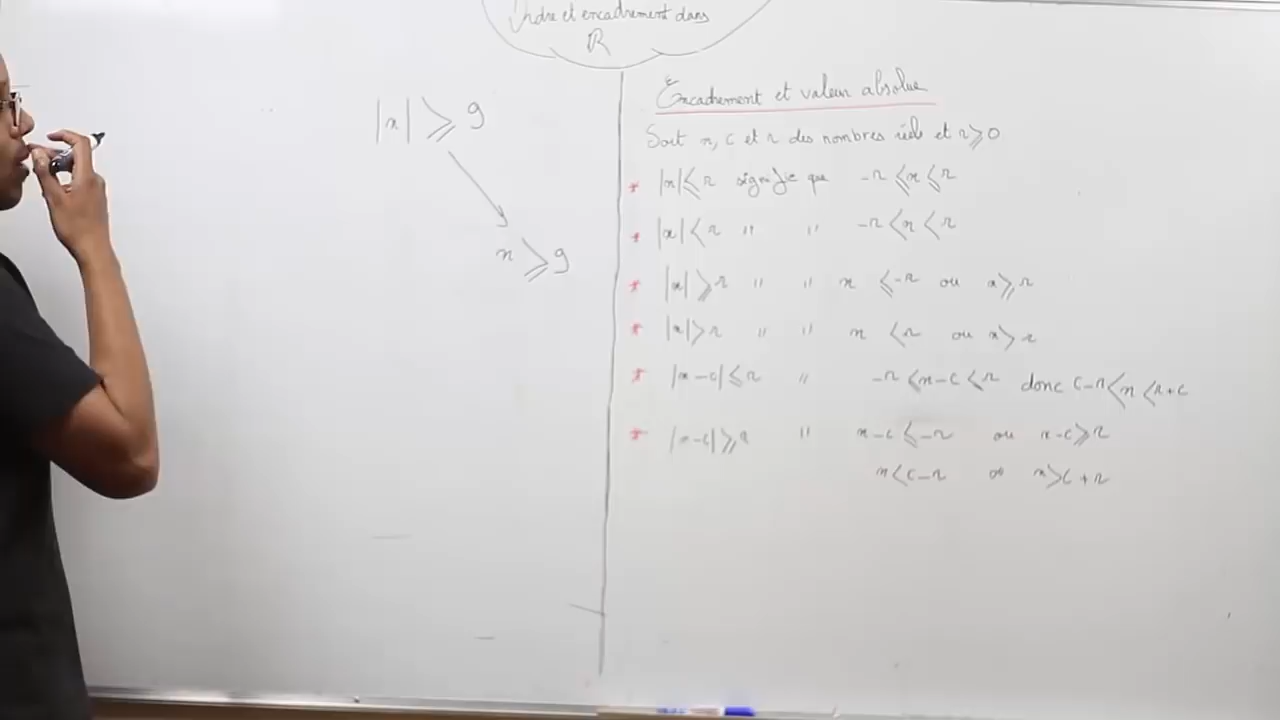 Ordre et encadrement dans
ℝ
|x| ⩾ 9
x ⩾ 9
Encadrement et valeur absolue
Soit x, c et r des nombres réels et r ⩾ 0
* |x| ⩽ r signifie que -r ⩽ x ⩽ r
* |x| < r " " -r < x < r
* |x| ⩾ r " " x ⩽ -r ou x ⩾ r
* |x| > r " " x < r ou x > r
* |x-c| ⩽ r " -r ⩽ x-c ⩽ r donc c-r < x < r+c
* |x-c| ⩾ r " x-c ⩽ -r ou x-c ⩾ r
x < c-r ou x > c+r